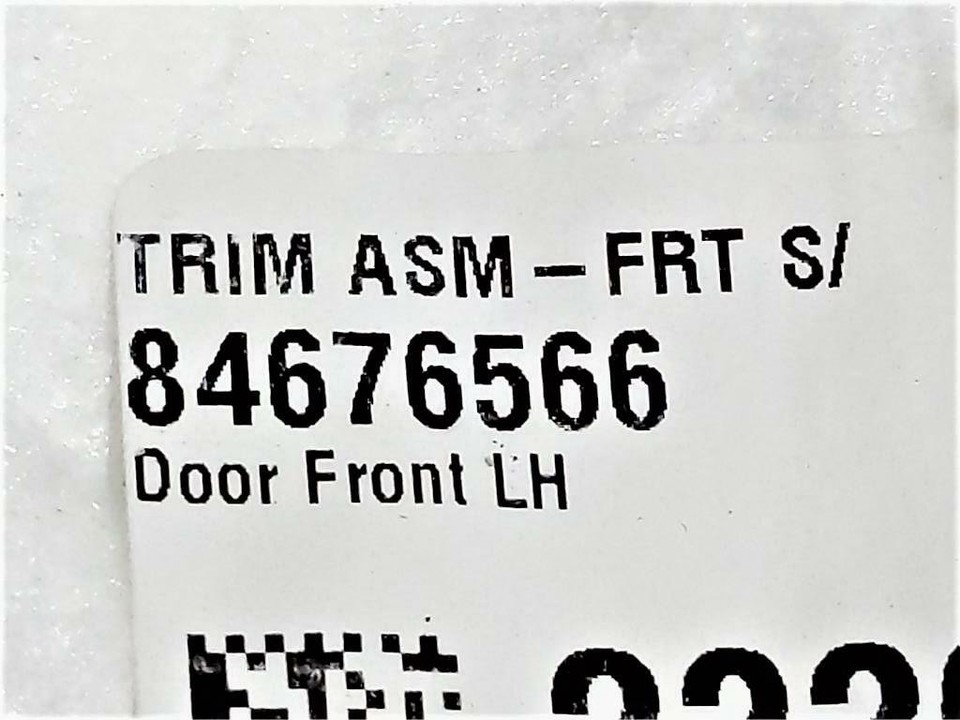 TRIM ASM – FRT S/
84676566
Door Front LH